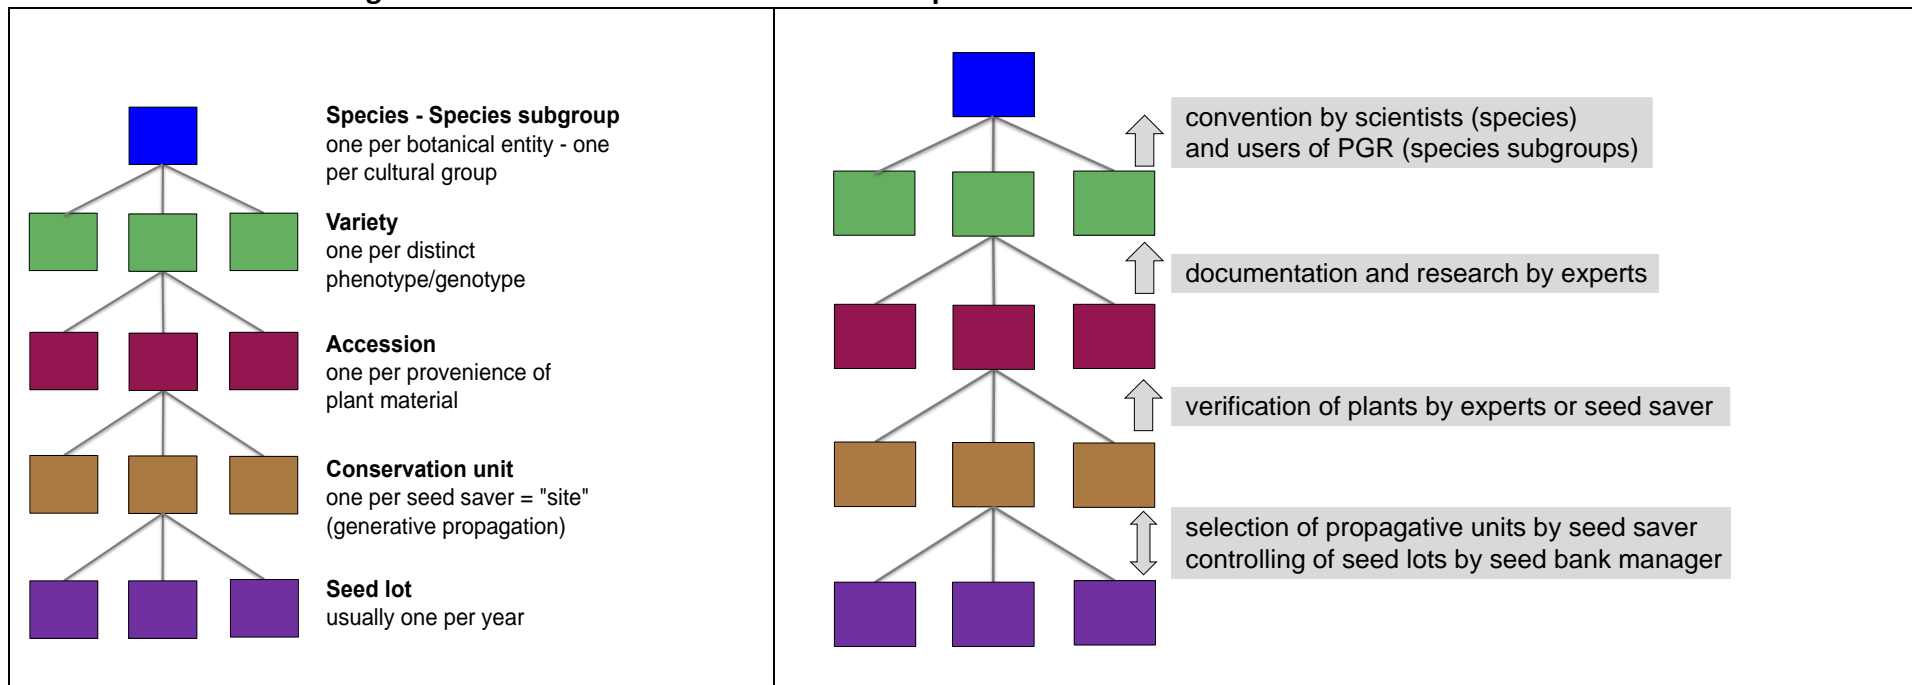 Species - Species subgroup
one per botanical entity - one
per cultural group
Variety
one per distinct
phenotype/genotype
Accession
one per provenience of
plant material
Conservation unit
one per seed saver = "site"
(generative propagation)
Seed lot
usually one per year
convention by scientists (species)
and users of PGR (species subgroups)
documentation and research by experts
verification of plants by experts or seed saver
selection of propagative units by seed saver
controlling of seed lots by seed bank manager